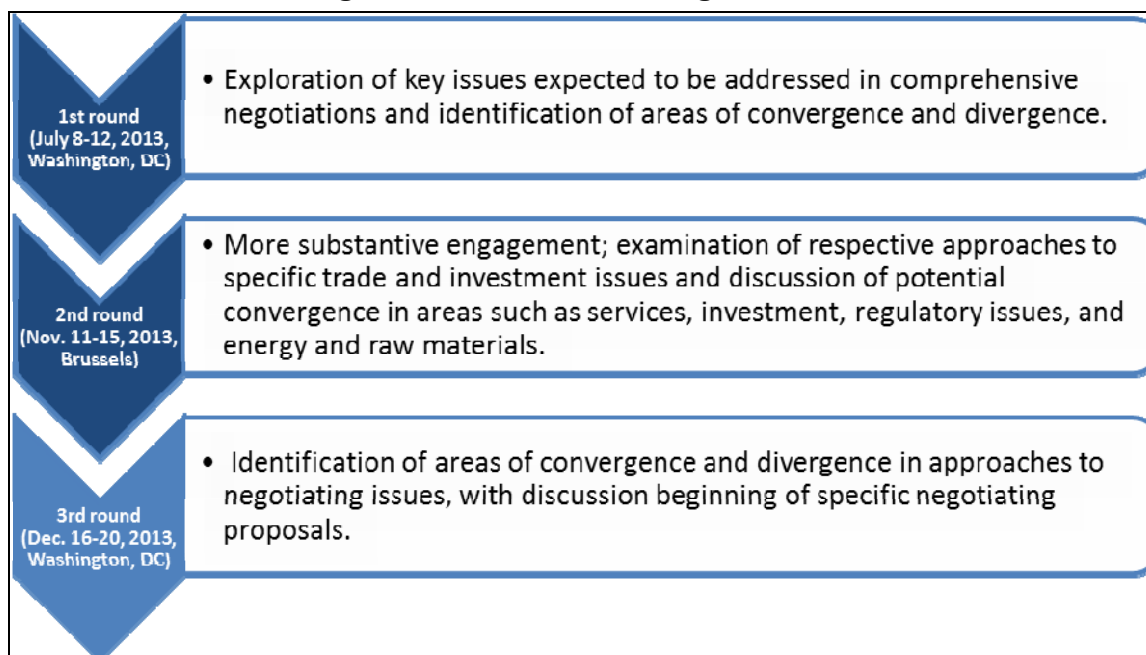 1st round
(July 8-12, 2013,
Washington, DC)
• Exploration of key issues expected to be addressed in comprehensive
negotiations and identification of areas of convergence and divergence.
2nd round
(Nov. 11-15, 2013,
Brussels)
• More substantive engagement; examination of respective approaches to
specific trade and investment issues and discussion of potential
convergence in areas such as services, investment, regulatory issues, and
energy and raw materials.
3rd round
(Dec. 16-20, 2013,
Washington, DC)
• Identification of areas of convergence and divergence in approaches to
negotiating issues, with discussion beginning of specific negotiating
proposals.